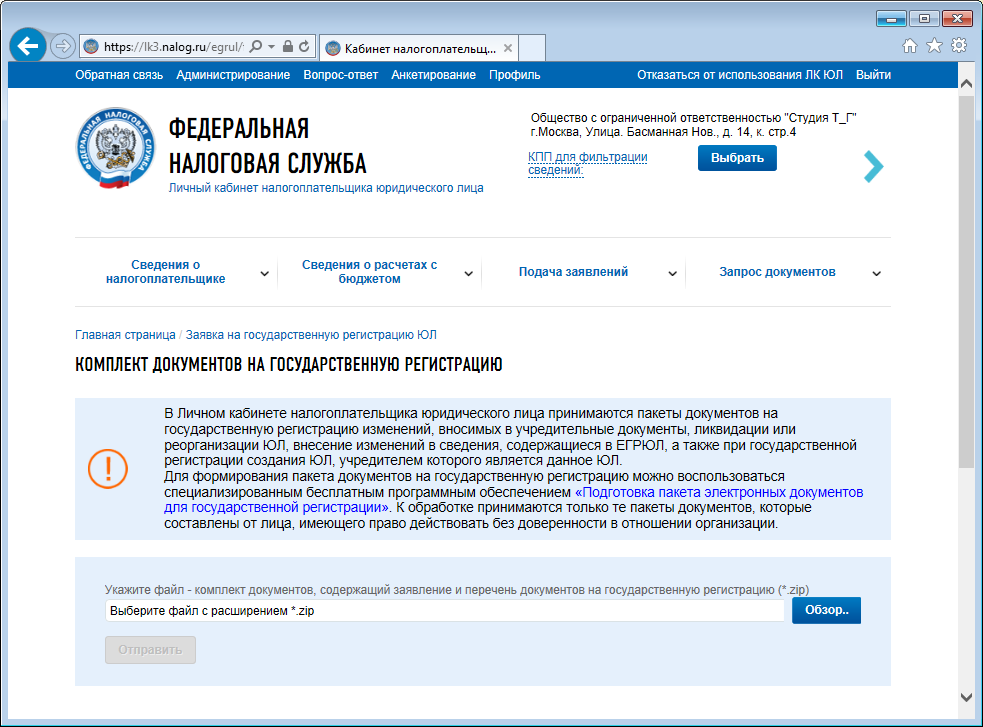 https://lk3.nalog.ru/egrul/
Кабинет налогоплательщ...
Обратная связь Администрирование Вопрос-ответ Анкетирование Профиль Отказаться от использования ЛК ЮЛ Выйти
ФЕДЕРАЛЬНАЯ НАЛОГОВАЯ СЛУЖБА
ФЕДЕРАЛЬНАЯ
НАЛОГОВАЯ СЛУЖБА
Личный кабинет налогоплательщика юридического лица
Общество с ограниченной ответственностью "Студия Т_Г"
г.Москва, Улица. Басманная Нов., д. 14, к. стр.4
КПП для фильтрации
сведений:
Выбрать
Сведения о
налогоплательщике
Сведения о расчетах с
бюджетом
Подача заявлений
Запрос документов
Главная страница / Заявка на государственную регистрацию ЮЛ
КОМПЛЕКТ ДОКУМЕНТОВ НА ГОСУДАРСТВЕННУЮ РЕГИСТРАЦИЮ
В Личном кабинете налогоплательщика юридического лица принимаются пакеты документов на
государственную регистрацию изменений, вносимых в учредительные документы, ликвидации или
реорганизации ЮЛ, внесение изменений в сведения, содержащиеся в ЕГРЮЛ, а также при государственной
регистрации создания ЮЛ, учредителем которого является данное ЮЛ.
Для формирования пакета документов на государственную регистрацию можно воспользоваться
специализированным бесплатным программным обеспечением «Подготовка пакета электронных документов
для государственной регистрации». К обработке принимаются только те пакеты документов, которые
составлены от лица, имеющего право действовать без доверенности в отношении организации.
Укажите файл - комплект документов, содержащий заявление и перечень документов на государственную регистрацию (*.zip)
Выберите файл с расширением *.zip
Обзор..
Отправить